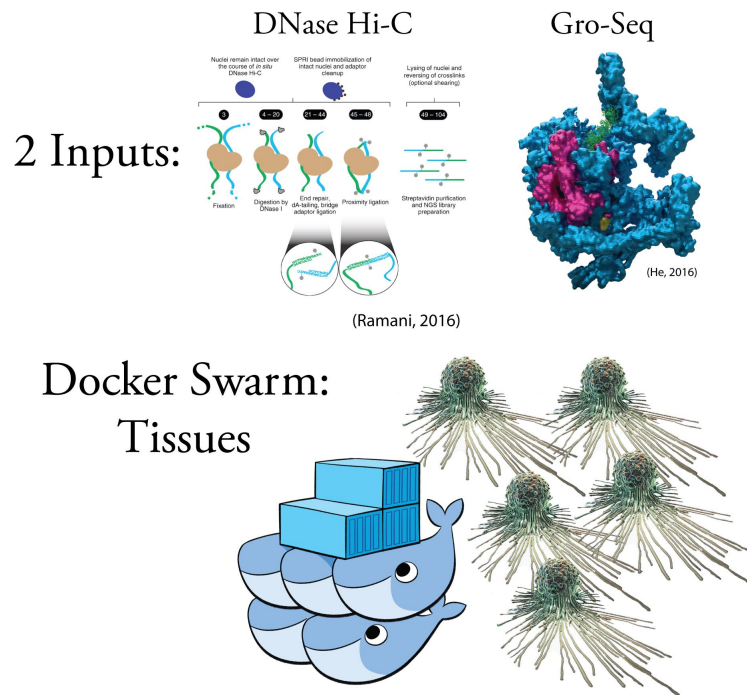 DNase Hi-C
Gro-Seq
2 Inputs:
Nuclei remain intact over
the course of in situ
DNase Hi-C
SPRI bead immobilization of
intact nuclei and adaptor
cleanup
Lysing of nuclei and
reversing of crosslinks
(optional shearing)
3
4 – 20
21 – 44
45 – 48
49 – 104
Fixation
Digestion by
DNase I
End repair,
dA-tailing, bridge
adaptor ligation
Proximity ligation
Streptavidin purification
and NGS library
preparation
(He, 2016)
(Ramani, 2016)
Docker Swarm:
Tissues